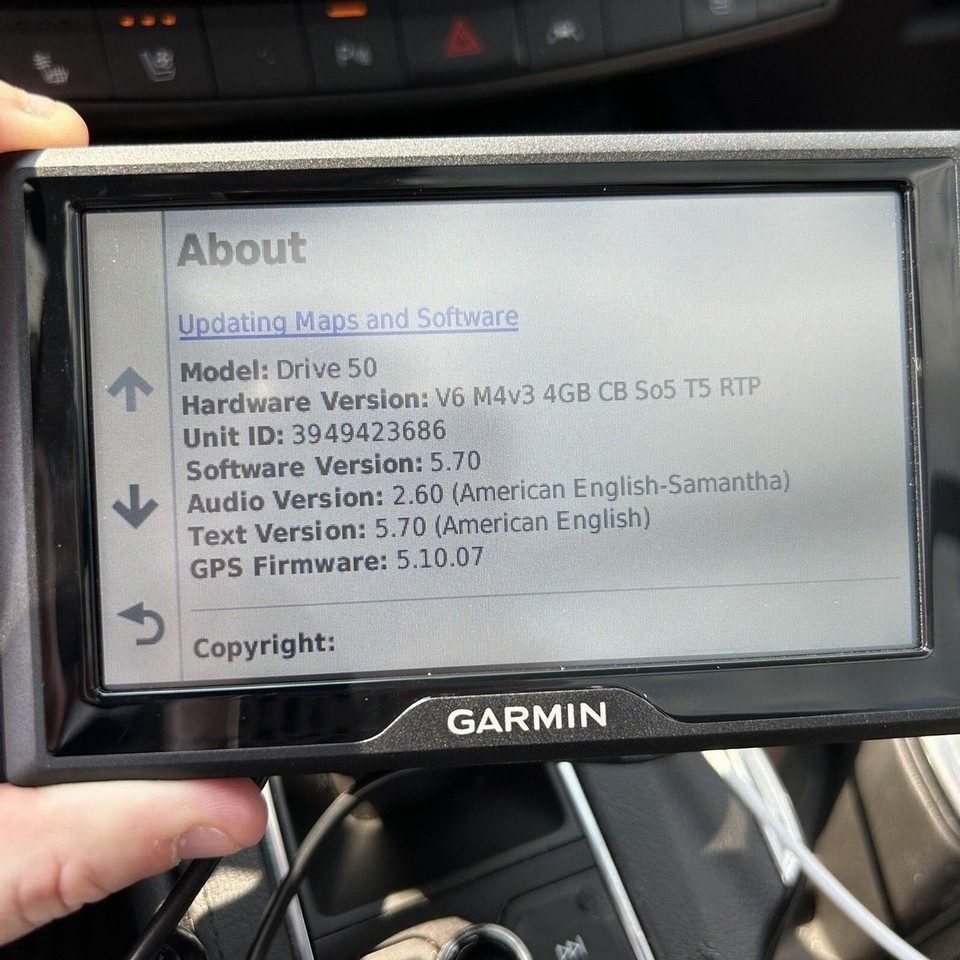 About
Updating Maps and Software
Model: Drive 50
Hardware Version: V6 M4v3 4GB CB So5 T5 RTP
Unit ID: 3949423686
Software Version: 5.70
Audio Version: 2.60 (American English-Samantha)
Text Version: 5.70 (American English)
GPS Firmware: 5.10.07
Copyright:
GARMIN